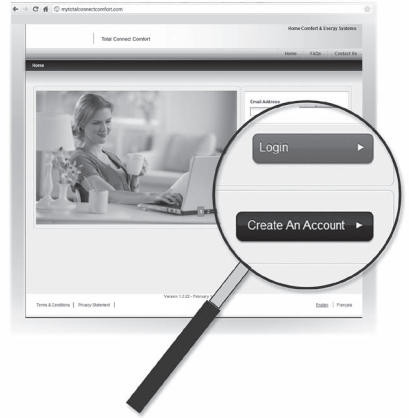 mytotalconnectcomfort.com
Home Comfort & Energy Systems
Total Connect Comfort
Home FAQs Contact Us
Home
Email Address
Login
Create An Account
Version 1.2.22 - February
Terms & Conditions | Privacy Statement |
English | Français